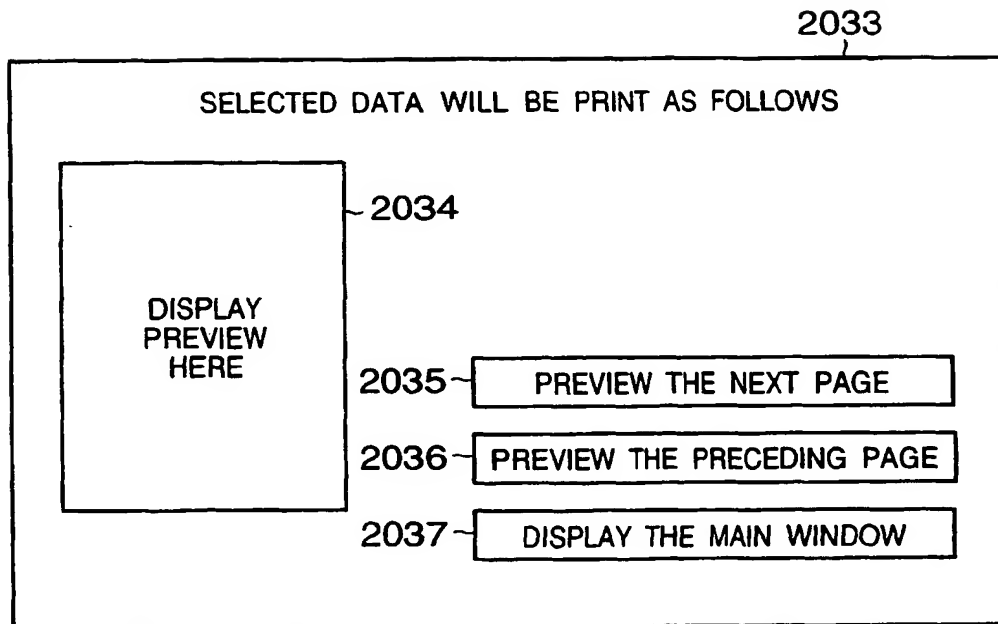 2033
SELECTED DATA WILL BE PRINT AS FOLLOWS
2034
DISPLAY
PREVIEW
HERE
2035 PREVIEW THE NEXT PAGE
2036 PREVIEW THE PRECEDING PAGE
2037 DISPLAY THE MAIN WINDOW